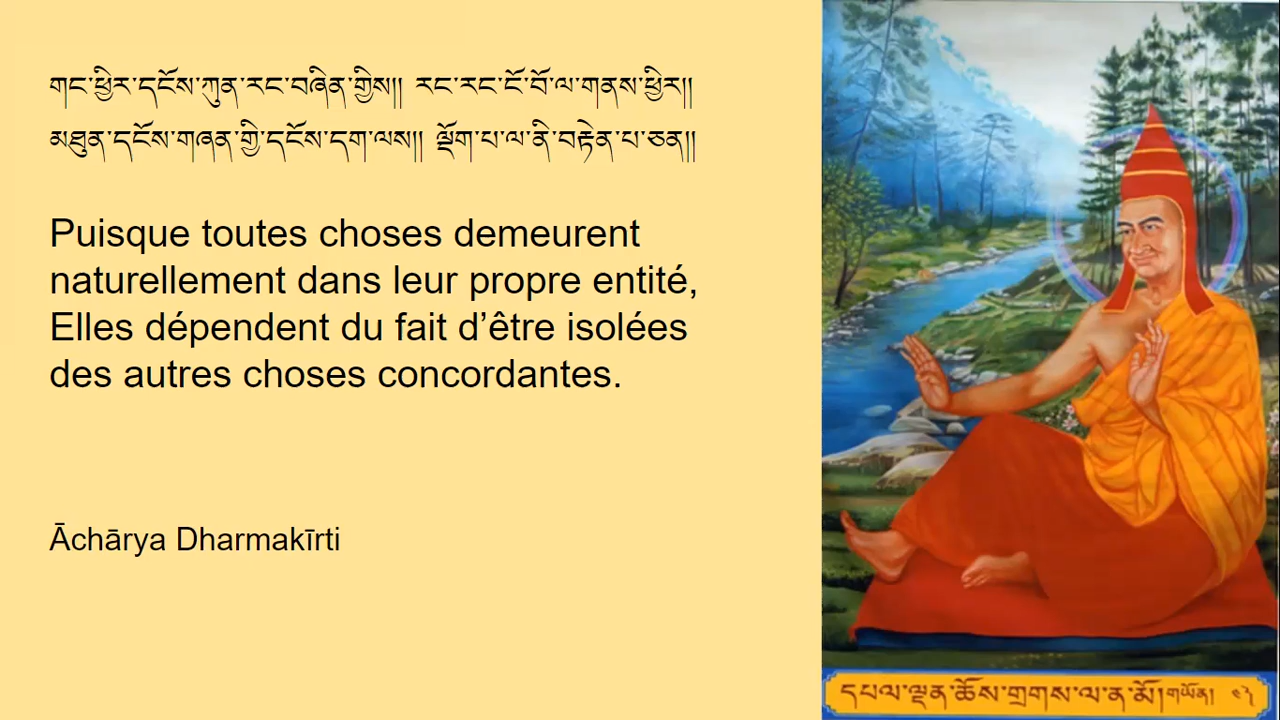 གང་ཕྱིར་དངོས་ཀུན་རང་བཞིན་གྱིས།། རང་རང་ངོ་བོ་ལ་གནས་ཕྱིར།།
མཐུན་དངོས་གཞན་གྱི་དངོས་དག་ལས།། ལྡོག་པ་ལ་ནི་བརྟེན་པ་ཅན།།
Puisque toutes choses demeurent
naturellement dans leur propre entité,
Elles dépendent du fait d’être isolées
des autres choses concordantes.
Āchārya Dharmakīrti
དཔལ་ལྡན་ཆོས་གྲགས་ལ་ན་མོ།གཡོན།